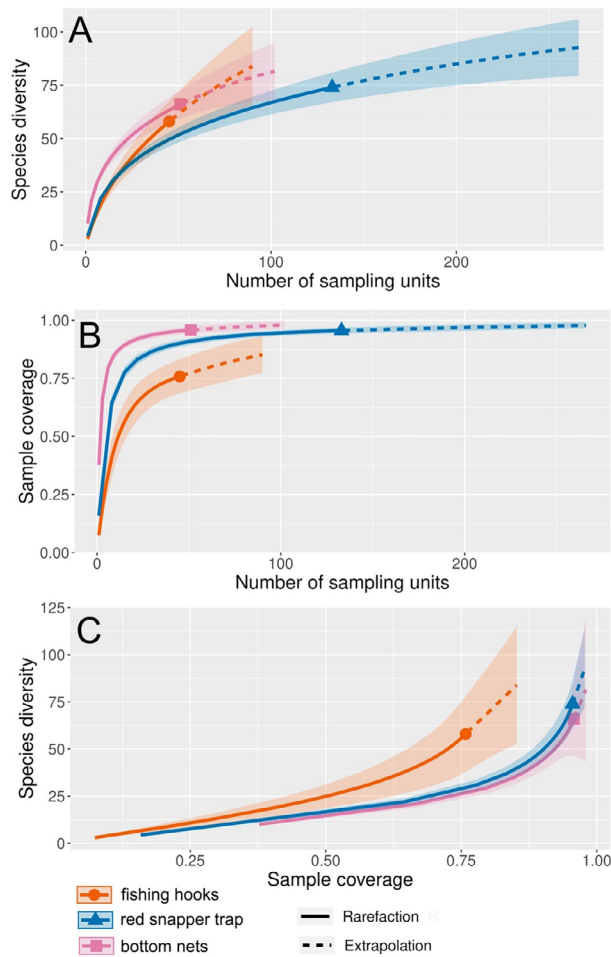 A
Species diversity
100
75
50
25
0
0
100
200
Number of sampling units
B
Sample coverage
1.00
0.75
0.50
0.25
0.00
0
100
200
Number of sampling units
C
Species diversity
125
100
75
50
25
0
0.25
0.50
0.75
1.00
Sample coverage
fishing hooks
red snapper trap
bottom nets
Rarefaction
Extrapolation